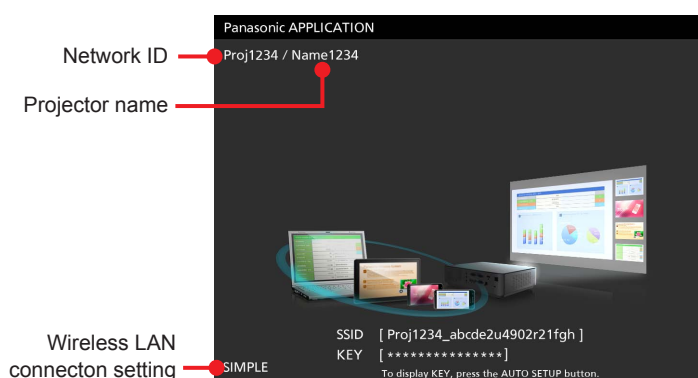 Panasonic APPLICATION
Network ID
Proj1234 / Name1234
Projector name
SSID [ Proj1234_abcde2u4902r21fgh ]
KEY [ *************** ]
Wireless LAN
connecton setting
SIMPLE
To display KEY, press the AUTO SETUP button.